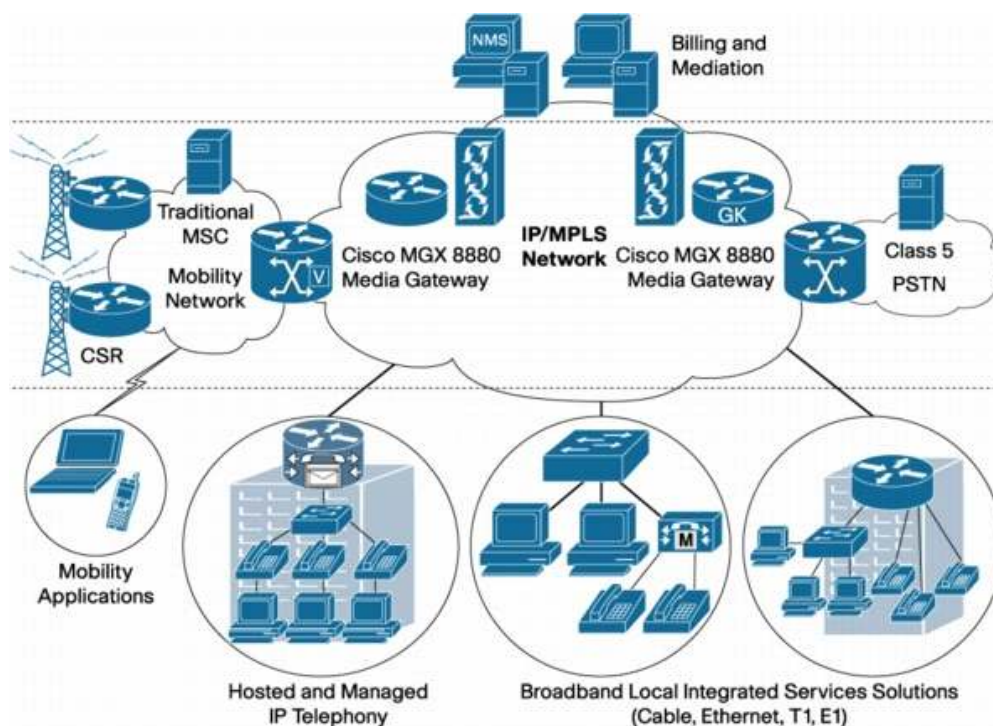 NMS
Billing and
Mediation
Traditional
MSC
Mobility
Network
CSR
V
Cisco MGX 8880
Media Gateway
IP/MPLS
Network
GK
Cisco MGX 8880
Media Gateway
Class 5
PSTN
Mobility
Applications
Hosted and Managed
IP Telephony
M
Broadband Local Integrated Services Solutions
(Cable, Ethernet, T1, E1)